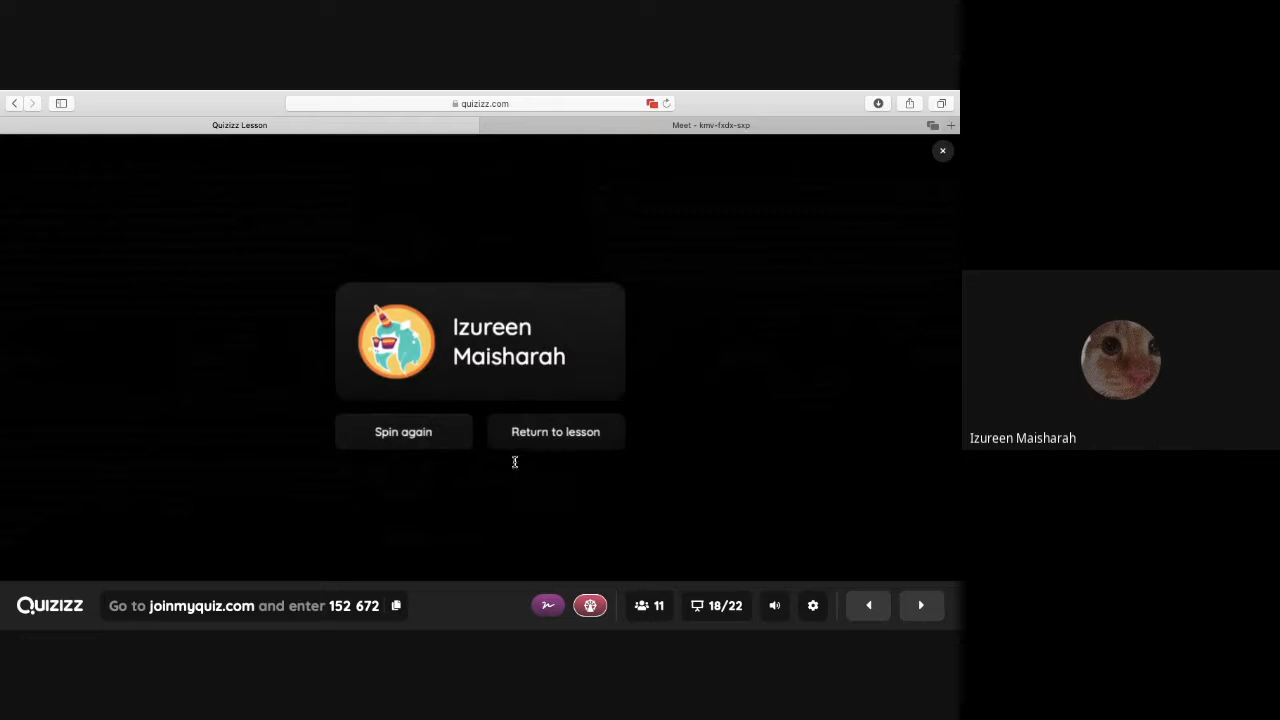 quizizz.com
Quizizz Lesson
Meet - kmv-fxdx-sxp
Izureen
Maisharah
Spin again
Return to lesson
Izureen Maisharah
QUIZIZZ
Go to joinmyquiz.com and enter 152 672
11
18/22